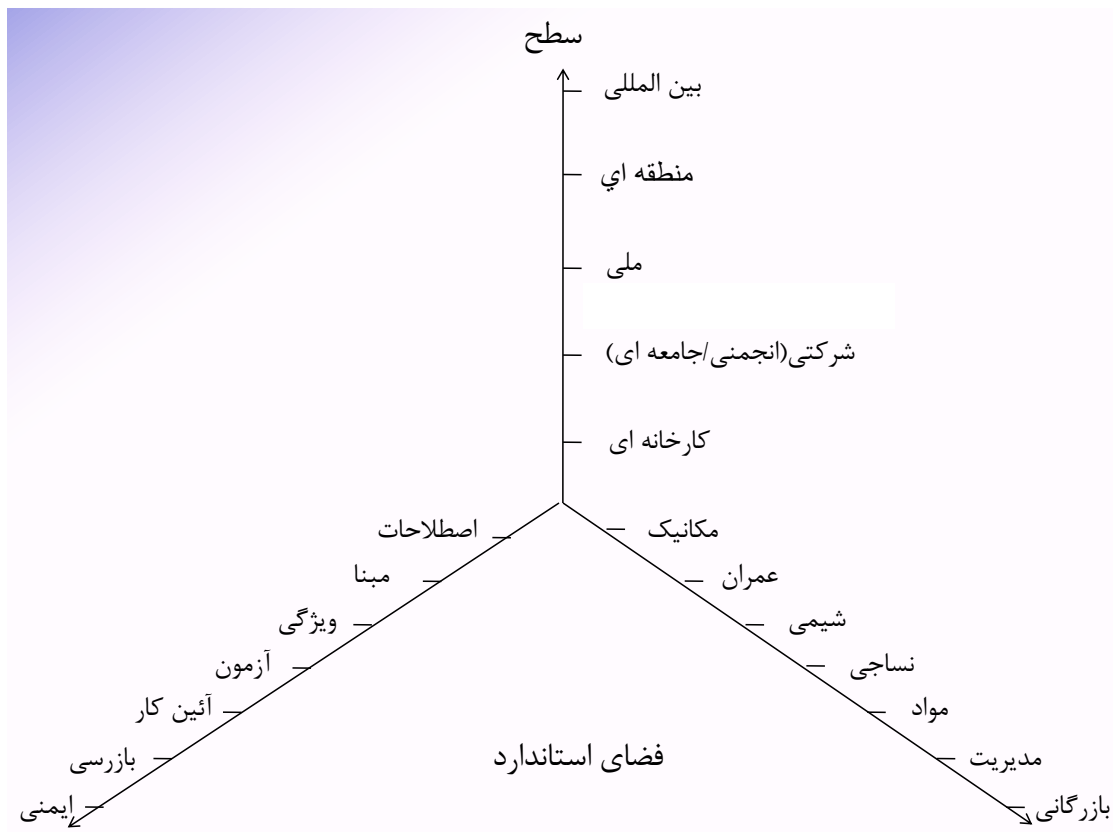 سطح
بین المللی
منطقه اي
ملی
شرکتی(انجمنی/جامعه ای)
کارخانه ای
مکانیک
عمران
شیمی
نساجی
مواد
مدیریت
بازرگانی
اصطلاحات
مبنا
ویژگی
آزمون
آئین کار
بازرسی
ایمنی
فضای استاندارد